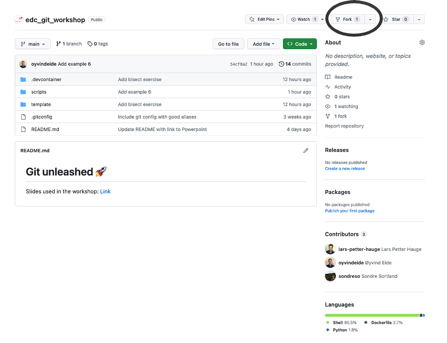 edc_git_workshop Public
Edit Pins Watch 1 Fork 1 Star 0
main 1 branch 0 tags Go to file Add file Code
oyvindeide Add example 6 1 hour ago 14 commits
.devcontainer Add bisect exercise 12 hours ago
scripts Add example 6 1 hour ago
template Add bisect exercise 12 hours ago
.gitconfig Include git config with good aliases 3 weeks ago
README.md Update README with link to Powerpoint 4 days ago
README.md
Git unleashed 🚀
Slides used in the workshop: Link
About
No description, website, or topics
provided.
Readme
Activity
0 stars
1 watching
1 fork
Report repository
Releases
No releases published
Create a new release
Packages
No packages published
Publish your first package
Contributors 3
lars-petter-hauge Lars Petter Hauge
oyvindeide Øyvind Eide
sondreso Sondre Sortland
Languages
Shell 95.5% Dockerfile 2.7%
Python 1.8%